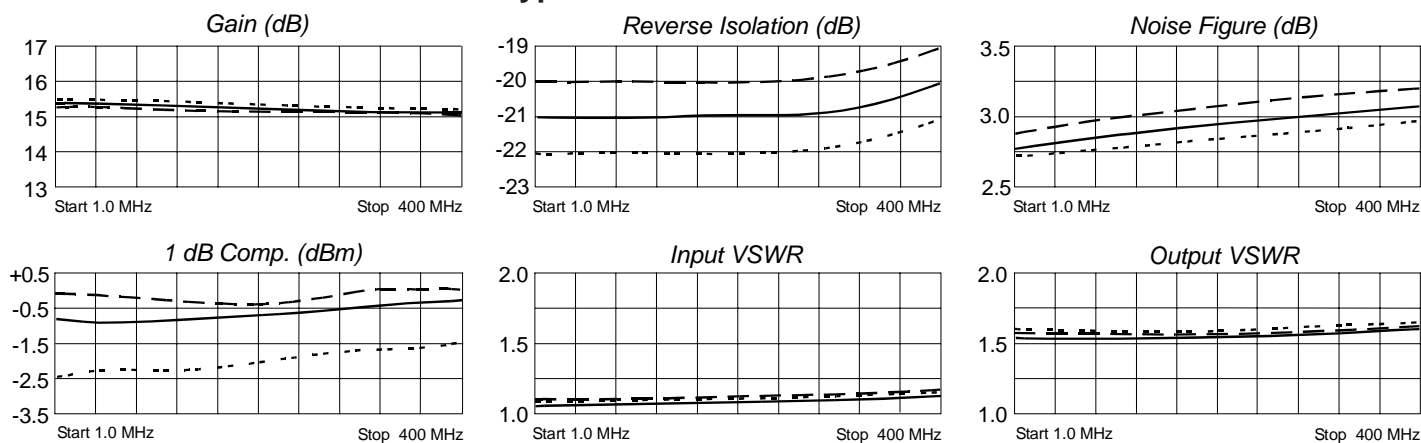 yp
Gain (dB)
17
16
15
14
13
Start 1.0 MHz Stop 400 MHz
Reverse Isolation (dB)
-19
-20
-21
-22
-23
Start 1.0 MHz Stop 400 MHz
Noise Figure (dB)
3.5
3.0
2.5
Start 1.0 MHz Stop 400 MHz
1 dB Comp. (dBm)
+0.5
-0.5
-1.5
-2.5
-3.5
Start 1.0 MHz Stop 400 MHz
Input VSWR
2.0
1.5
1.0
Start 1.0 MHz Stop 400 MHz
Output VSWR
2.0
1.5
1.0
Start 1.0 MHz Stop 400 MHz